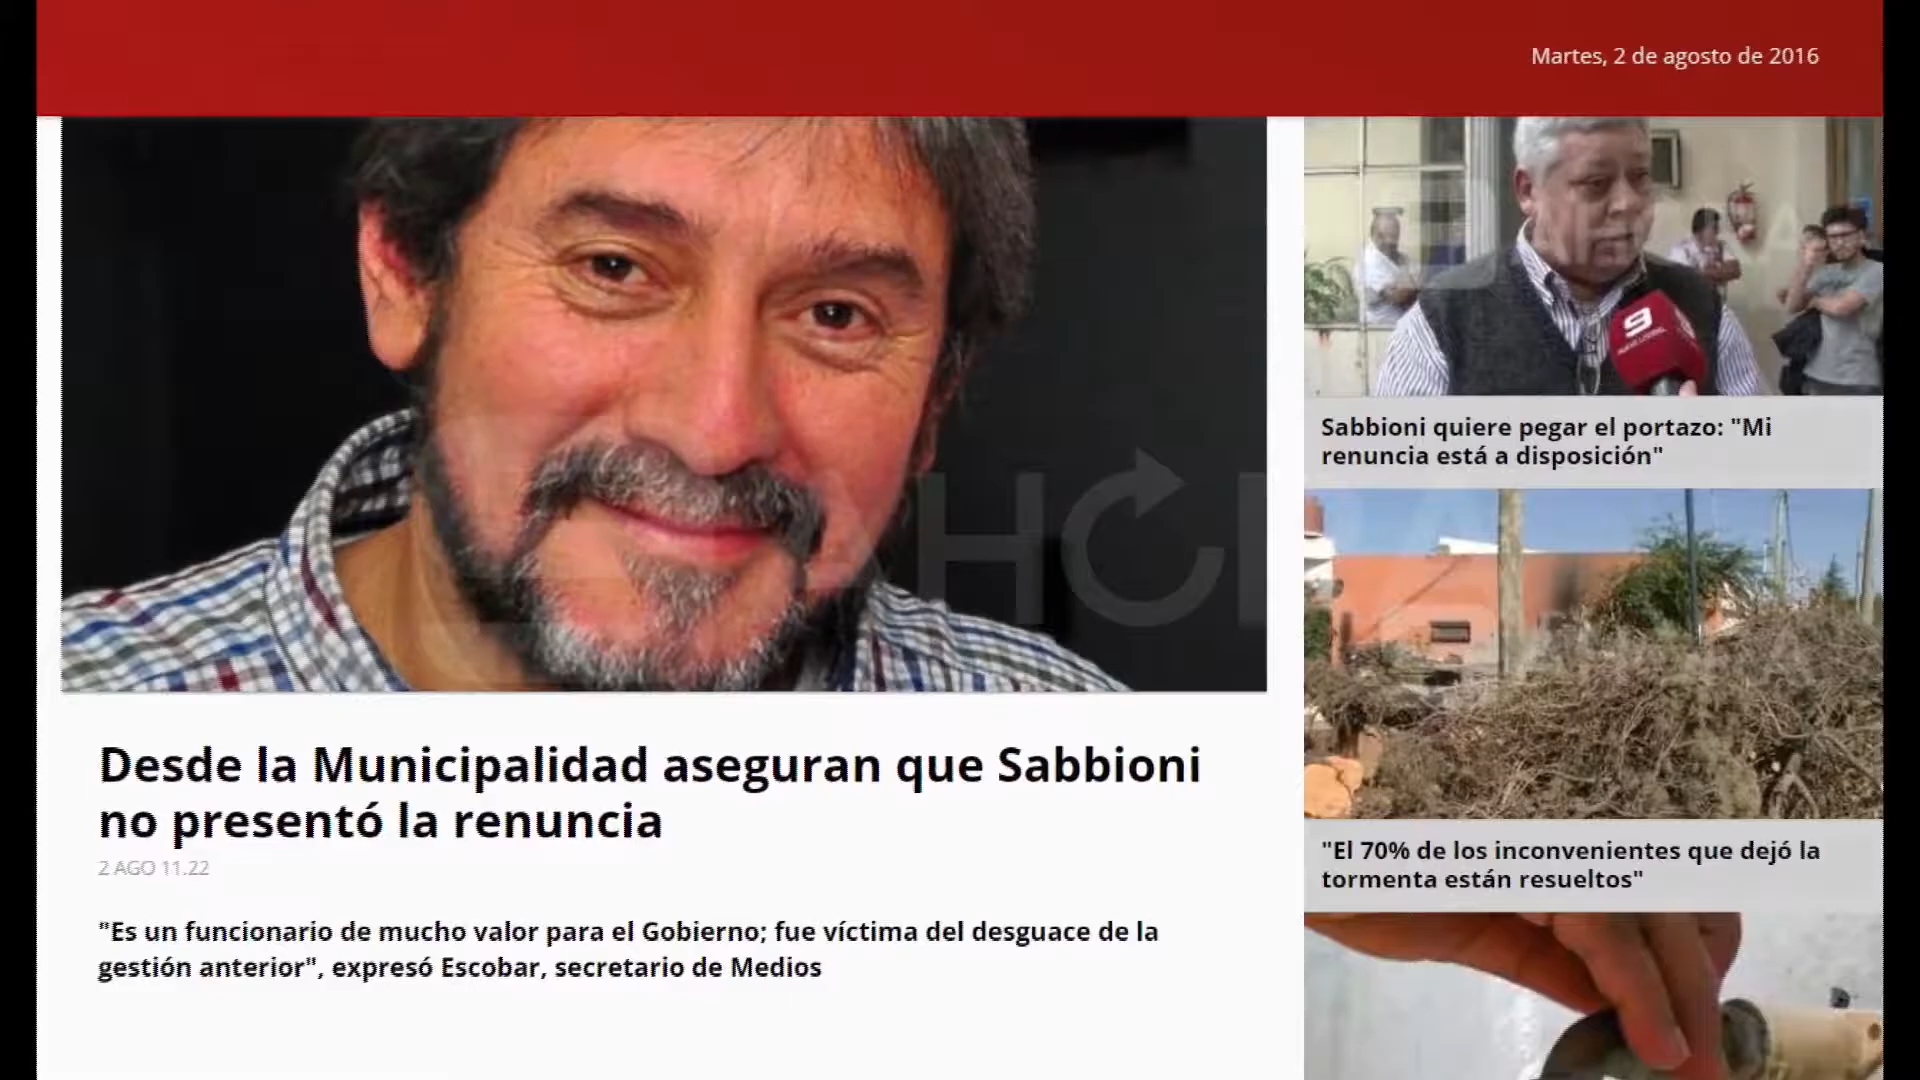 Martes, 2 de agosto de 2016
Desde la Municipalidad aseguran que Sabbioni
no presentó la renuncia
2 AGO 11.22
"Es un funcionario de mucho valor para el Gobierno; fue víctima del desguace de la
gestión anterior", expresó Escobar, secretario de Medios
9
Sabbioni quiere pegar el portazo: "Mi
renuncia está a disposición"
"El 70% de los inconvenientes que dejó la
tormenta están resueltos"